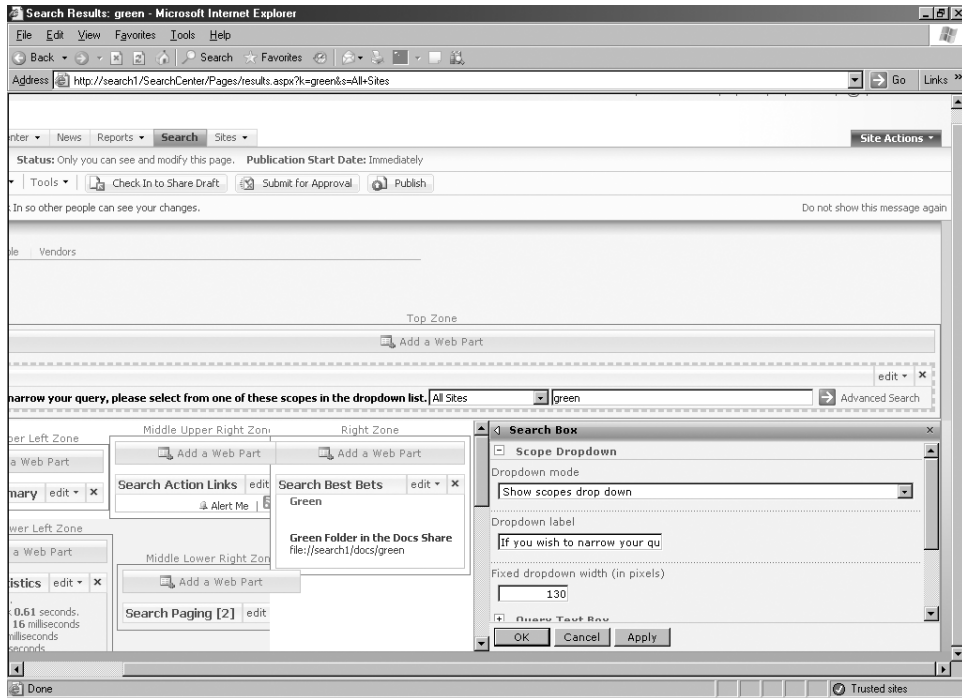 Search Results: green - Microsoft Internet Explorer
File Edit View Favorites Tools Help
Back Search Favorites
Address http://search1/SearchCenter/Pages/results.aspx?k=green&s=All+Sites Go Links »
nter News Reports Search Sites Site Actions
Status: Only you can see and modify this page. Publication Start Date: Immediately
Tools Check In to Share Draft Submit for Approval Publish
In so other people can see your changes. Do not show this message again
ple Vendors
Top Zone
Add a Web Part
edit
narrow your query, please select from one of these scopes in the dropdown list. All Sites green Advanced Search
per Left Zone
a Web Part
mary edit
wer Left Zone
a Web Part
istics edit
0.61 seconds.
16 milliseconds
milliseconds
seconds
Middle Upper Right Zone
Add a Web Part
Search Action Links edit
Alert Me |
Middle Lower Right Zon
Add a Web Part
Search Paging [2] edit
Right Zone
Add a Web Part
Search Best Bets edit
Green
Green Folder in the Docs Share
file://search1/docs/green
Search Box
Scope Dropdown
Dropdown mode
Show scopes drop down
Dropdown label
If you wish to narrow your qu
Fixed dropdown width (in pixels)
130
Query Text Box
OK Cancel Apply
Done Trusted sites